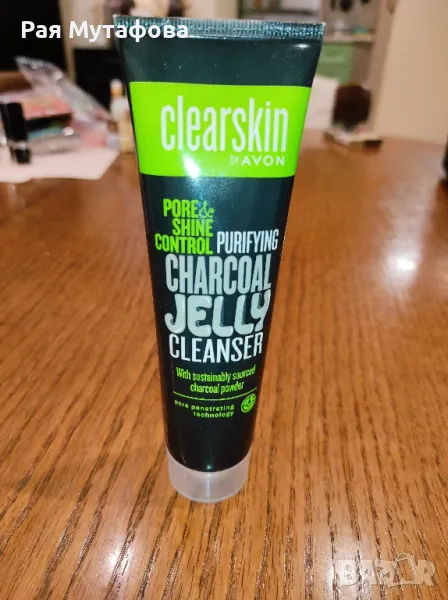 Рая Мутафова
clearskin
BY AVON
PORE &
SHINE
CONTROL PURIFYING
CHARCOAL
JELLY
CLEANSER
With sustainably sourced
charcoal powder
pore penetrating
technology
BAZAR